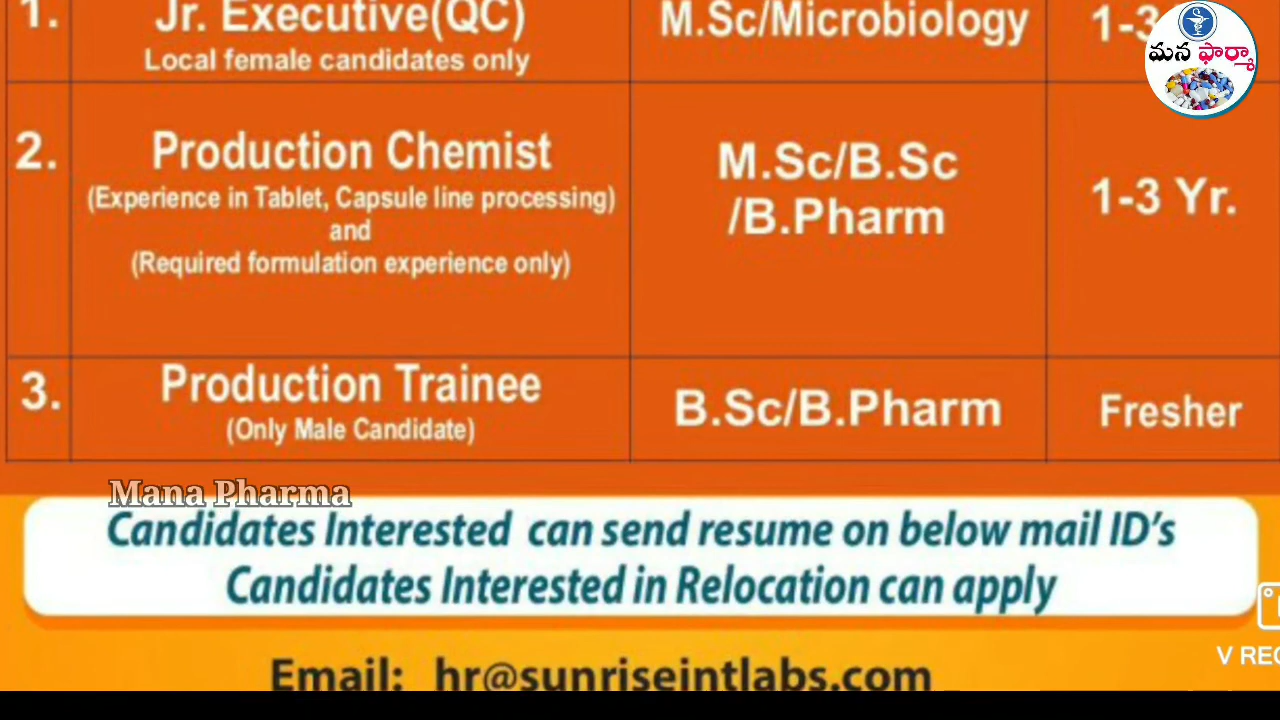 1.
Jr. Executive(QC)
Local female candidates only
M.Sc/Microbiology
1-3
మన ఫార్మా
2.
Production Chemist
(Experience in Tablet, Capsule line processing)
and
(Required formulation experience only)
M.Sc/B.Sc
/B.Pharm
1-3 Yr.
3.
Production Trainee
(Only Male Candidate)
B.Sc/B.Pharm
Fresher
Mana Pharma
Candidates Interested can send resume on below mail ID's
Candidates Interested in Relocation can apply
V REC
Email: hr@sunriseintlabs.com